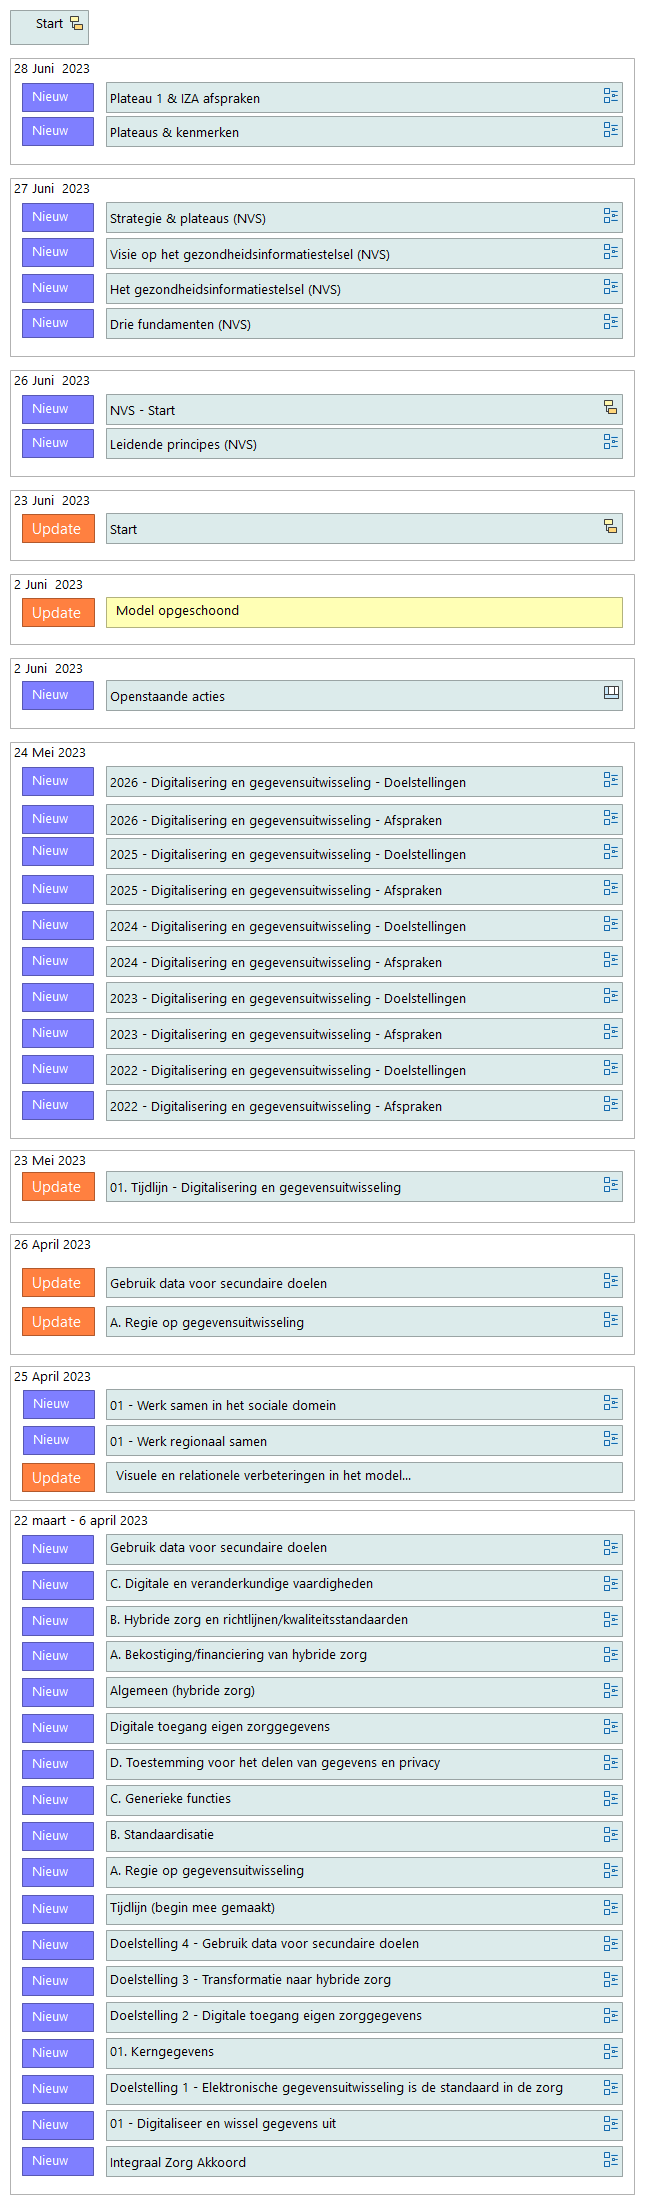 Start
28 Juni 2023
Nieuw Plateau 1 & IZA afspraken
Nieuw Plateaus & kenmerken
27 Juni 2023
Nieuw Strategie & plateaus (NVS)
Nieuw Visie op het gezondheidsinformatiestelsel (NVS)
Nieuw Het gezondheidsinformatiestelsel (NVS)
Nieuw Drie fundamenten (NVS)
26 Juni 2023
Nieuw NVS - Start
Nieuw Leidende principes (NVS)
23 Juni 2023
Update Start
2 Juni 2023
Update Model opgeschoond
2 Juni 2023
Nieuw Openstaande acties
24 Mei 2023
Nieuw 2026 - Digitalisering en gegevensuitwisseling - Doelstellingen
Nieuw 2026 - Digitalisering en gegevensuitwisseling - Afspraken
Nieuw 2025 - Digitalisering en gegevensuitwisseling - Doelstellingen
Nieuw 2025 - Digitalisering en gegevensuitwisseling - Afspraken
Nieuw 2024 - Digitalisering en gegevensuitwisseling - Doelstellingen
Nieuw 2024 - Digitalisering en gegevensuitwisseling - Afspraken
Nieuw 2023 - Digitalisering en gegevensuitwisseling - Doelstellingen
Nieuw 2023 - Digitalisering en gegevensuitwisseling - Afspraken
Nieuw 2022 - Digitalisering en gegevensuitwisseling - Doelstellingen
Nieuw 2022 - Digitalisering en gegevensuitwisseling - Afspraken
23 Mei 2023
Update 01. Tijdlijn - Digitalisering en gegevensuitwisseling
26 April 2023
Update Gebruik data voor secundaire doelen
Update A. Regie op gegevensuitwisseling
25 April 2023
Nieuw 01 - Werk samen in het sociale domein
Nieuw 01 - Werk regionaal samen
Update Visuele en relationele verbeteringen in het model...
22 maart - 6 april 2023
Nieuw Gebruik data voor secundaire doelen
Nieuw C. Digitale en veranderkundige vaardigheden
Nieuw B. Hybride zorg en richtlijnen/kwaliteitsstandaarden
Nieuw A. Bekostiging/financiering van hybride zorg
Nieuw Algemeen (hybride zorg)
Nieuw Digitale toegang eigen zorggegevens
Nieuw D. Toestemming voor het delen van gegevens en privacy
Nieuw C. Generieke functies
Nieuw B. Standaardisatie
Nieuw A. Regie op gegevensuitwisseling
Nieuw Tijdlijn (begin mee gemaakt)
Nieuw Doelstelling 4 - Gebruik data voor secundaire doelen
Nieuw Doelstelling 3 - Transformatie naar hybride zorg
Nieuw Doelstelling 2 - Digitale toegang eigen zorggegevens
Nieuw 01. Kerngegevens
Nieuw Doelstelling 1 - Elektronische gegevensuitwisseling is de standaard in de zorg
Nieuw 01 - Digitaliseer en wissel gegevens uit
Nieuw Integraal Zorg Akkoord